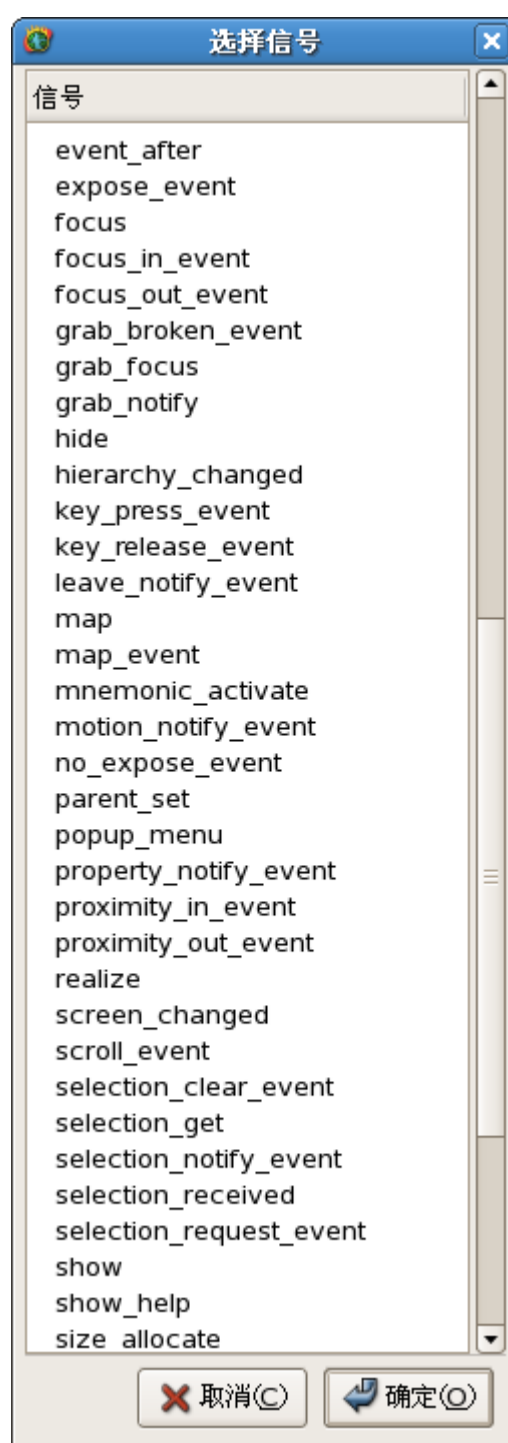 选择信号
信号
event_after
expose_event
focus
focus_in_event
focus_out_event
grab_broken_event
grab_focus
grab_notify
hide
hierarchy_changed
key_press_event
key_release_event
leave_notify_event
map
map_event
mnemonic_activate
motion_notify_event
no_expose_event
parent_set
popup_menu
property_notify_event
proximity_in_event
proximity_out_event
realize
screen_changed
scroll_event
selection_clear_event
selection_get
selection_notify_event
selection_received
selection_request_event
show
show_help
size_allocate
取消(C) 确定(O)